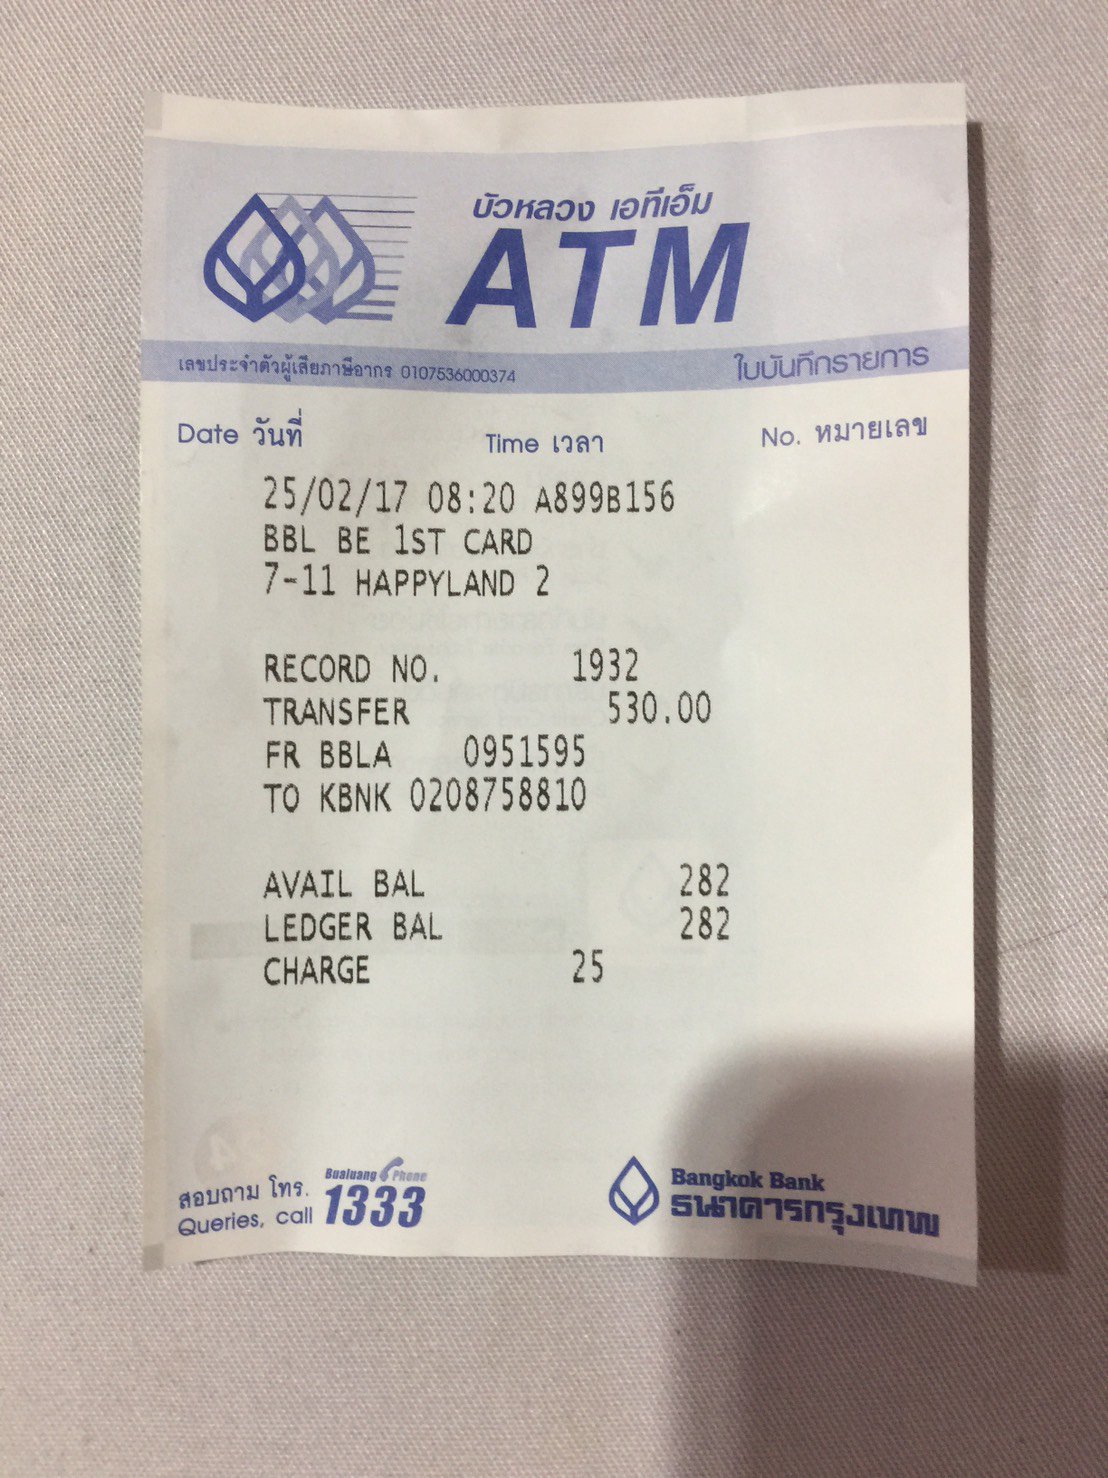 บัวหลวง เอทีเอ็ม
ATM
เลขประจำตัวผู้เสียภาษีอากร 0107536000374
ใบบันทึกรายการ
Date วันที่ Time เวลา No. หมายเลข
25/02/17 08:20 A899B156
BBL BE 1ST CARD
7-11 HAPPYLAND 2
RECORD NO. 1932
TRANSFER 530.00
FR BBLA 0951595
TO KBNK 0208758810
AVAIL BAL 282
LEDGER BAL 282
CHARGE 25
สอบถาม โทร.
Queries, call
Bualuang Phone
1333
Bangkok Bank
ธนาคารกรุงเทพ